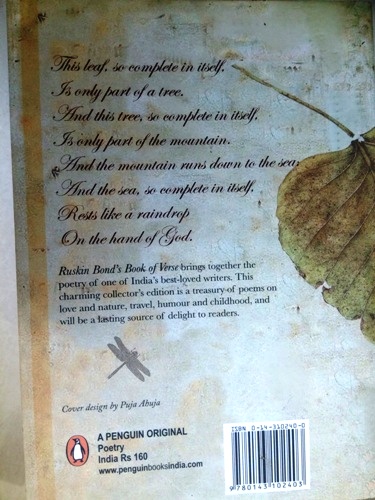 This leaf, so complete in itself,
Is only part of a tree.
And this tree, so complete in itself,
Is only part of the mountain.
And the mountain runs down to the sea;
And the sea, so complete in itself,
Rests like a raindrop
On the hand of God.
Ruskin Bond's Book of Verse brings together the
poetry of one of India's best-loved writers. This
charming collector's edition is a treasury of poems on
love and nature, travel, humour and childhood, and
will be a lasting source of delight to readers.
Cover design by Puja Ahuja
A PENGUIN ORIGINAL
Poetry
India Rs 160
www.penguinbooksindia.com
ISBN 0-14-310240-0
9 780143 102403